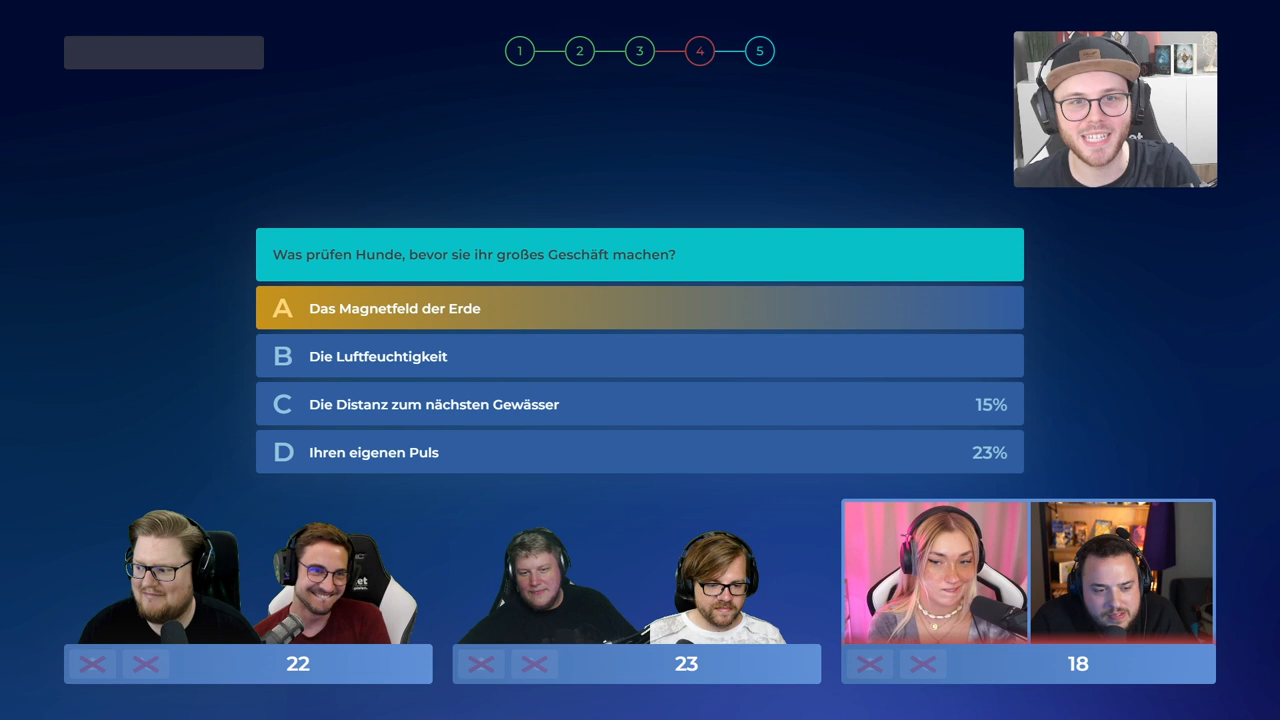 1 2 3 4 5
Was prüfen Hunde, bevor sie ihr großes Geschäft machen?
A Das Magnetfeld der Erde
B Die Luftfeuchtigkeit
C Die Distanz zum nächsten Gewässer 15%
D Ihren eigenen Puls 23%
22 23 18